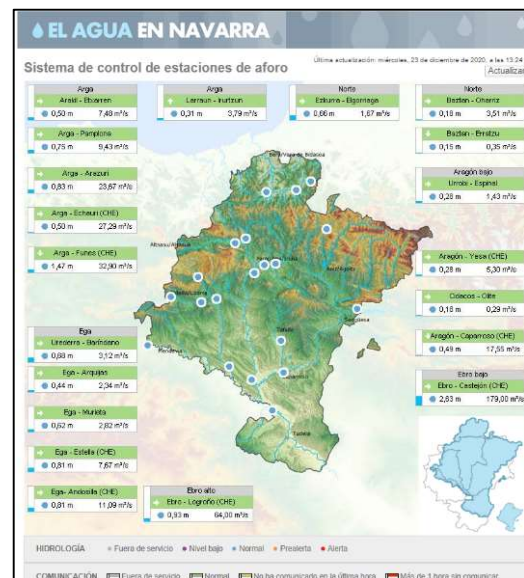 EL AGUA EN NAVARRA
Sistema de control de estaciones de aforo
Última actualización: miércoles, 23 de diciembre de 2020, a las 13:24
Actualizar
Arga
Arakil - Etxarren
0,50 m 7,48 m³/s
Arga - Pamplona
0,75 m 9,43 m³/s
Arga - Arazuri
0,83 m 23,67 m³/s
Arga - Echauri (CHE)
0,50 m 27,29 m³/s
Arga - Funes (CHE)
1,47 m 32,90 m³/s
Arga
Larraun - Irurtzun
0,31 m 3,79 m³/s
Norte
Ezkurra - Elgorriaga
0,66 m 1,67 m³/s
Norte
Baztan - Oharriz
0,16 m 3,51 m³/s
Baztan - Erratzu
0,15 m 0,35 m³/s
Aragón bajo
Urrobi - Espinal
0,28 m 1,43 m³/s
Aragón - Yesa (CHE)
0,28 m 5,30 m³/s
Cidacos - Olite
0,18 m 0,29 m³/s
Aragón - Caparroso (CHE)
0,49 m 17,55 m³/s
Ebro bajo
Ebro - Castejón (CHE)
2,63 m 179,00 m³/s
Ega
Urederra - Baríndano
0,68 m 3,12 m³/s
Ega - Arquijas
0,44 m 2,34 m³/s
Ega - Murieta
0,62 m 2,82 m³/s
Ega - Estella (CHE)
0,81 m 7,67 m³/s
Ega - Andosilla (CHE)
0,81 m 11,09 m³/s
Ebro alto
Ebro - Logroño (CHE)
0,93 m 64,00 m³/s
Tafalla
Tudela
HIDROLOGÍA Fuera de servicio Nivel bajo Normal Prealerta Alerta
COMUNICACIÓN Fuera de servicio Normal No ha comunicado en la última hora Más de 3 hora sin comunicar